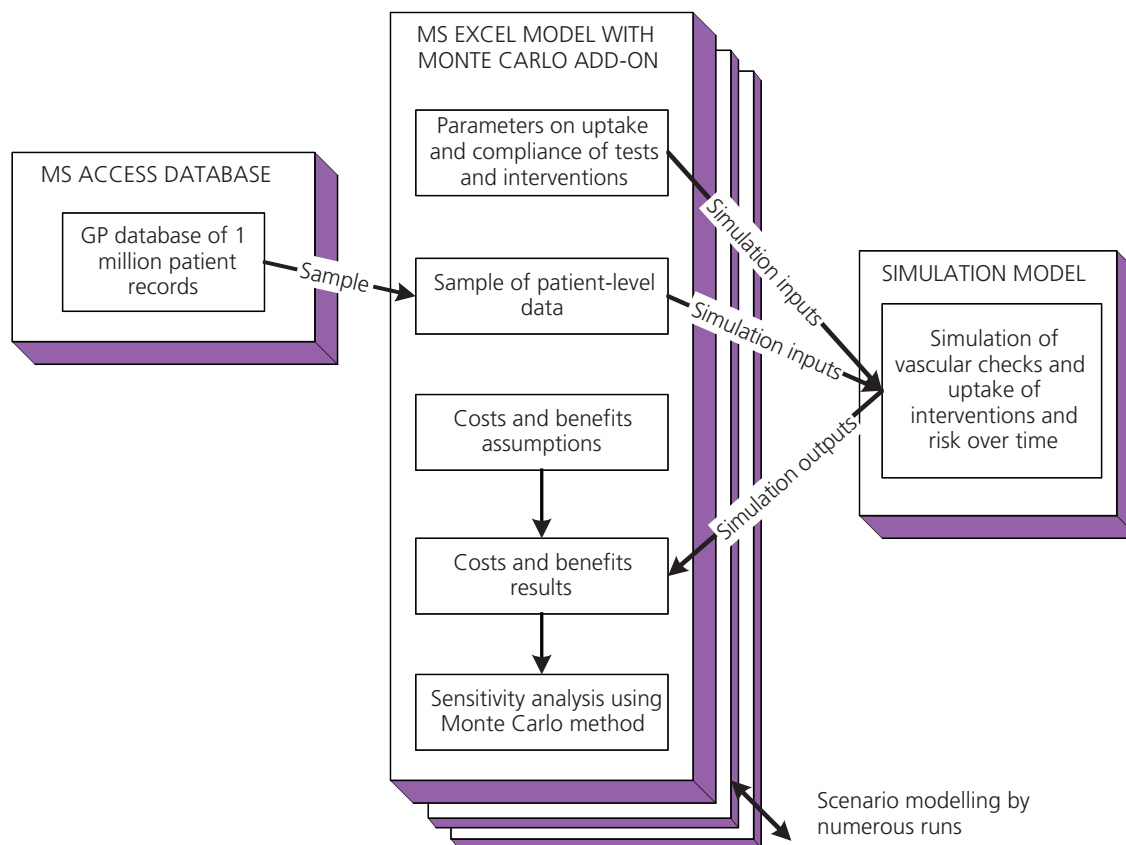 MS ACCESS DATABASE
GP database of 1
million patient
records
Sample
MS EXCEL MODEL WITH
MONTE CARLO ADD-ON
Parameters on uptake
and compliance of tests
and interventions
Sample of patient-level
data
Costs and benefits
assumptions
Costs and benefits
results
Sensitivity analysis using
Monte Carlo method
Simulation inputs
Simulation inputs
Simulation outputs
SIMULATION MODEL
Simulation of
vascular checks and
uptake of
interventions and
risk over time
Scenario modelling by
numerous runs